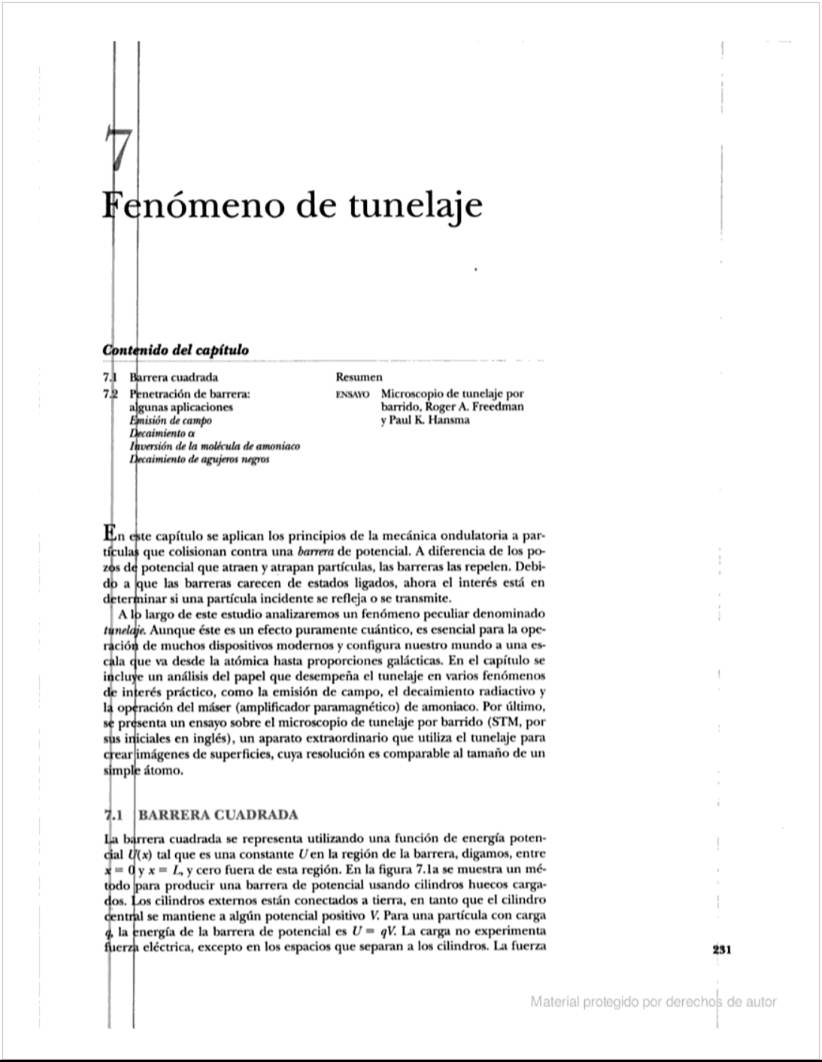 7
Fenómeno de tunelaje
Contenido del capítulo
7.1 Barrera cuadrada
7.2 Penetración de barrera:
algunas aplicaciones
Emisión de campo
Decaimiento α
Inversión de la molécula de amoniaco
Decaimiento de agujeros negros
Resumen
ENSAYO Microscopio de tunelaje por
barrido, Roger A. Freedman
y Paul K. Hansma
En este capítulo se aplican los principios de la mecánica ondulatoria a par-
tículas que colisionan contra una barrera de potencial. A diferencia de los po-
zos de potencial que atraen y atrapan partículas, las barreras las repelen. Debi-
do a que las barreras carecen de estados ligados, ahora el interés está en
determinar si una partícula incidente se refleja o se transmite.
A lo largo de este estudio analizaremos un fenómeno peculiar denominado
tunelaje. Aunque éste es un efecto puramente cuántico, es esencial para la ope-
ración de muchos dispositivos modernos y configura nuestro mundo a una es-
cala que va desde la atómica hasta proporciones galácticas. En el capítulo se
incluye un análisis del papel que desempeña el tunelaje en varios fenómenos
de interés práctico, como la emisión de campo, el decaimiento radiactivo y
la operación del máser (amplificador paramagnético) de amoniaco. Por último,
se presenta un ensayo sobre el microscopio de tunelaje por barrido (STM, por
sus iniciales en inglés), un aparato extraordinario que utiliza el tunelaje para
crear imágenes de superficies, cuya resolución es comparable al tamaño de un
simple átomo.
7.1 BARRERA CUADRADA
La barrera cuadrada se representa utilizando una función de energía poten-
cial U(x) tal que es una constante U en la región de la barrera, digamos, entre
x = 0 y x = L, y cero fuera de esta región. En la figura 7.1a se muestra un mé-
todo para producir una barrera de potencial usando cilindros huecos carga-
dos. Los cilindros externos están conectados a tierra, en tanto que el cilindro
central se mantiene a algún potencial positivo V. Para una partícula con carga
q, la energía de la barrera de potencial es U = qV. La carga no experimenta
fuerza eléctrica, excepto en los espacios que separan a los cilindros. La fuerza
231
Material protegido por derechos de autor